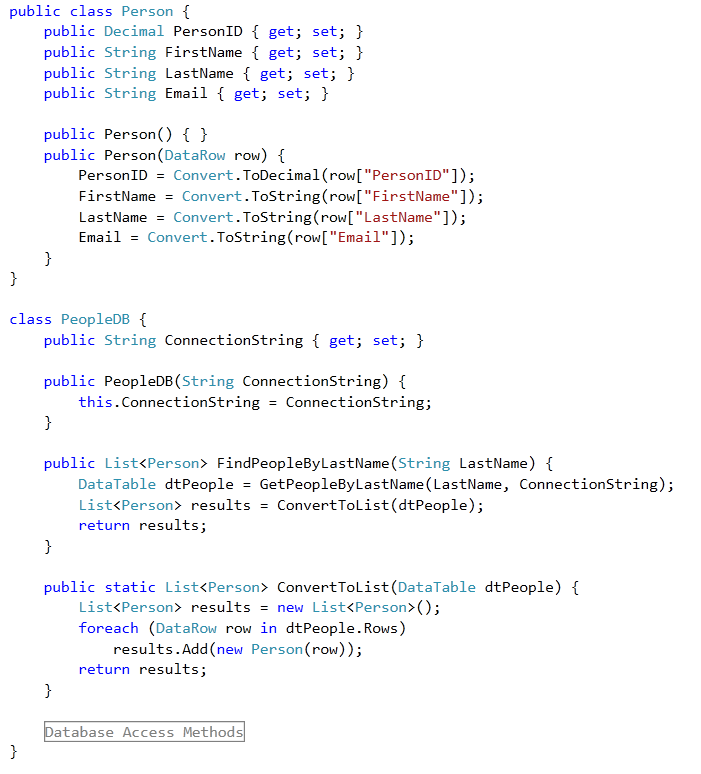 public class Person {
    public Decimal PersonID { get; set; }
    public String FirstName { get; set; }
    public String LastName { get; set; }
    public String Email { get; set; }

    public Person() { }
    public Person(DataRow row) {
        PersonID = Convert.ToDecimal(row["PersonID"]);
        FirstName = Convert.ToString(row["FirstName"]);
        LastName = Convert.ToString(row["LastName"]);
        Email = Convert.ToString(row["Email"]);
    }
}

class PeopleDB {
    public String ConnectionString { get; set; }

    public PeopleDB(String ConnectionString) {
        this.ConnectionString = ConnectionString;
    }

    public List<Person> FindPeopleByLastName(String LastName) {
        DataTable dtPeople = GetPeopleByLastName(LastName, ConnectionString);
        List<Person> results = ConvertToList(dtPeople);
        return results;
    }

    public static List<Person> ConvertToList(DataTable dtPeople) {
        List<Person> results = new List<Person>();
        foreach (DataRow row in dtPeople.Rows)
            results.Add(new Person(row));
        return results;
    }

    Database Access Methods
}